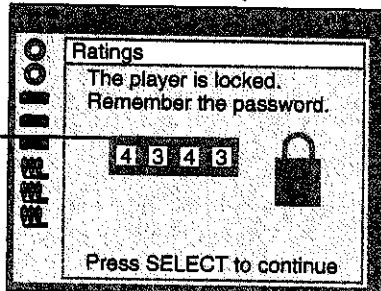 Ratings
The player is locked.
Remember the password.
4 3 4 3
Press SELECT to continue